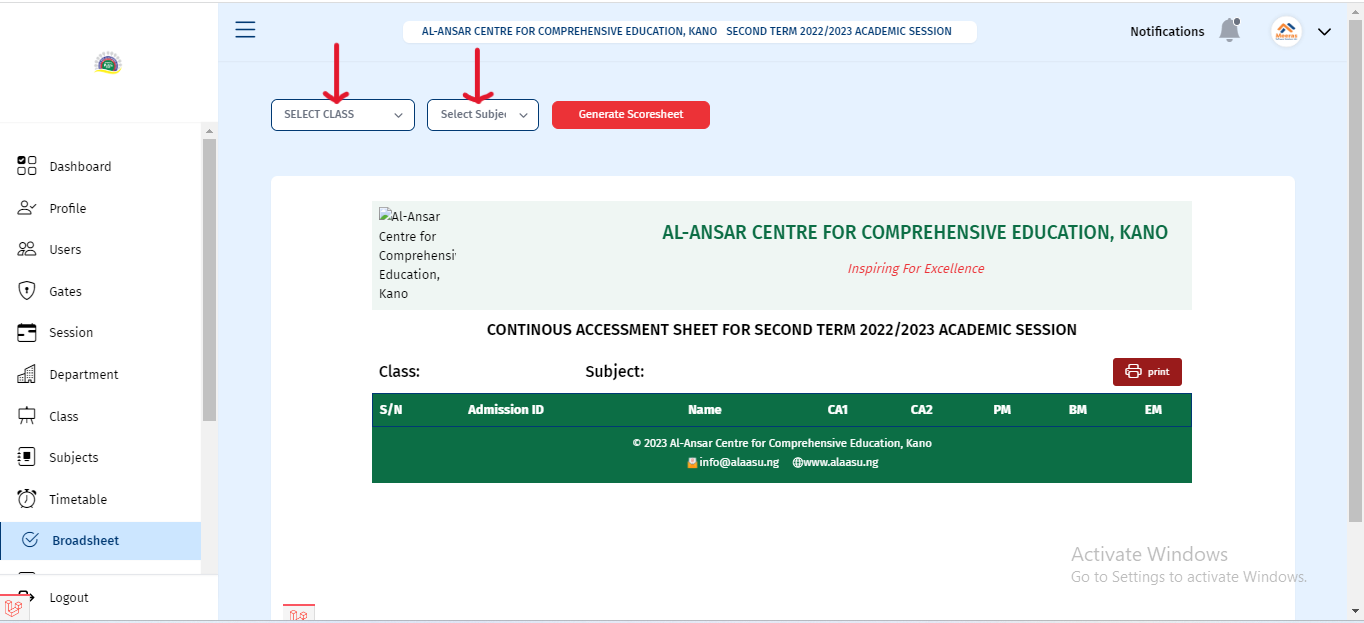 AL-ANSAR CENTRE FOR COMPREHENSIVE EDUCATION, KANO SECOND TERM 2022/2023 ACADEMIC SESSION
Notifications
SELECT CLASS
Select Subjec
Generate Scoresheet
Dashboard
Profile
Users
Gates
Session
Department
Class
Subjects
Timetable
Broadsheet
Logout
Al-Ansar
Centre for
Comprehensiv
Education,
Kano
AL-ANSAR CENTRE FOR COMPREHENSIVE EDUCATION, KANO
Inspiring For Excellence
CONTINOUS ACCESSMENT SHEET FOR SECOND TERM 2022/2023 ACADEMIC SESSION
Class: Subject: print
S/N Admission ID Name CA1 CA2 PM BM EM
© 2023 Al-Ansar Centre for Comprehensive Education, Kano
info@alaasu.ng www.alaasu.ng
Activate Windows
Go to Settings to activate Windows.